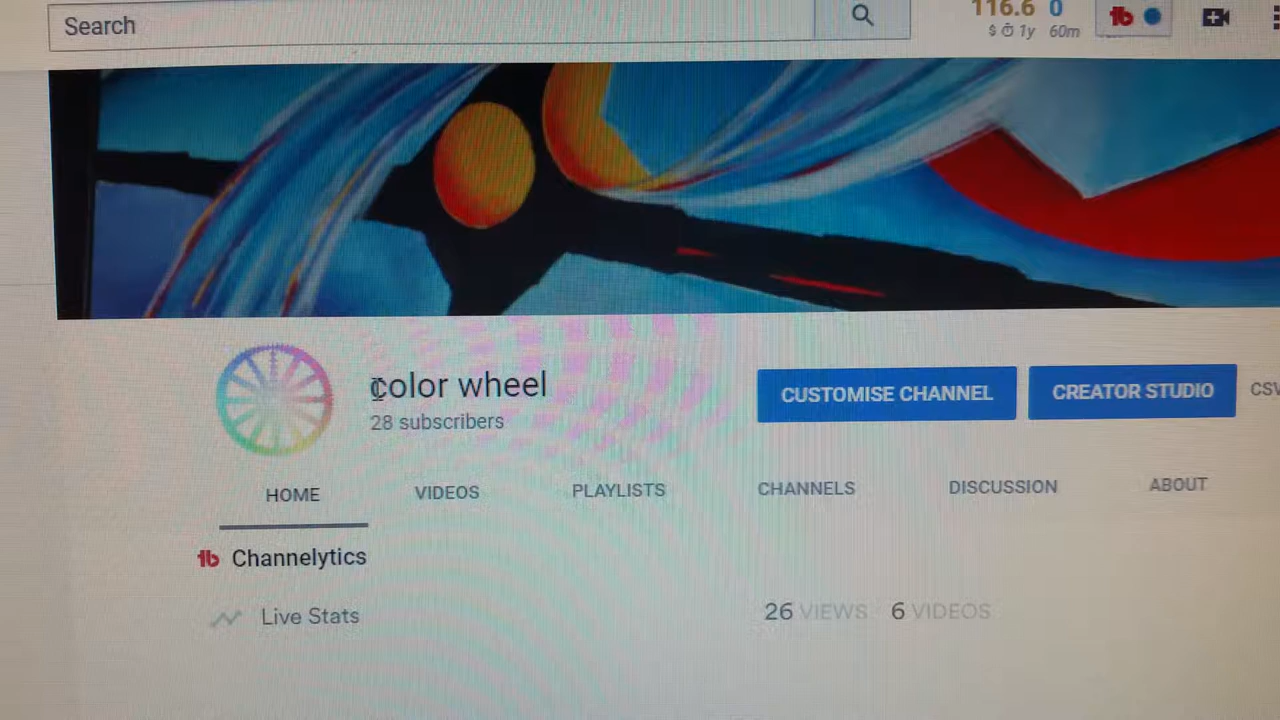 Search
116.6 0
$ 1y 60m
color wheel
28 subscribers
CUSTOMISE CHANNEL
CREATOR STUDIO
HOME
VIDEOS
PLAYLISTS
CHANNELS
DISCUSSION
ABOUT
tb Channelytics
Live Stats
26 VIEWS 6 VIDEOS